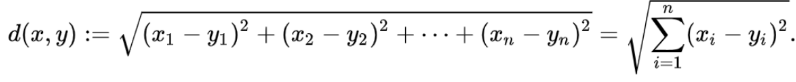 d(x, y) := √((x₁ − y₁)² + (x₂ − y₂)² + ⋯ + (xₙ − yₙ)²) = √(∑ᵢ₌₁ⁿ (xᵢ − yᵢ)²).